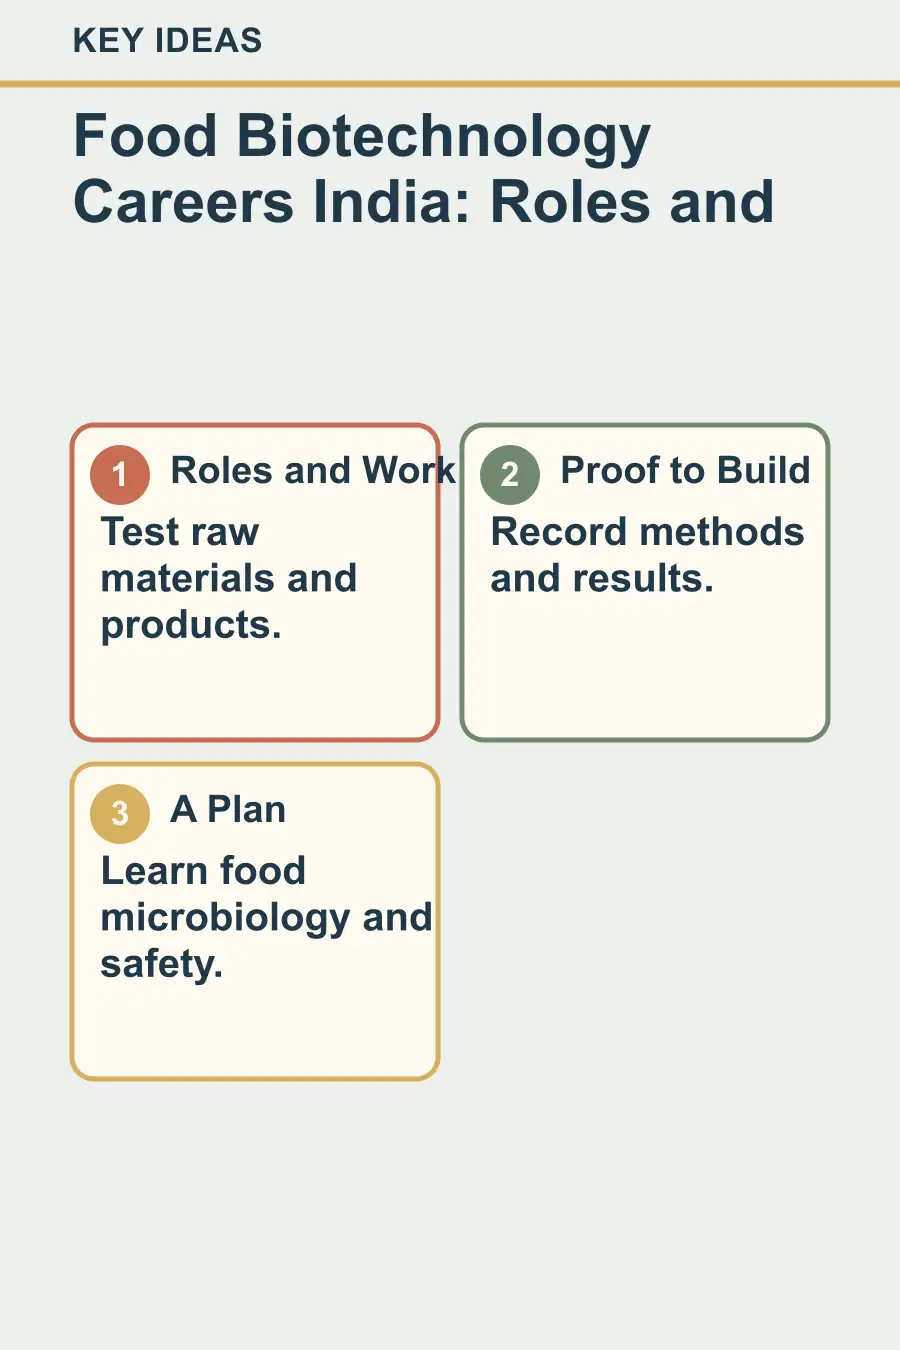 KEY IDEAS
Food Biotechnology
Careers India: Roles and
1
Roles and Work
Test raw
materials and
products.
2
Proof to Build
Record methods
and results.
3
A Plan
Learn food
microbiology and
safety.